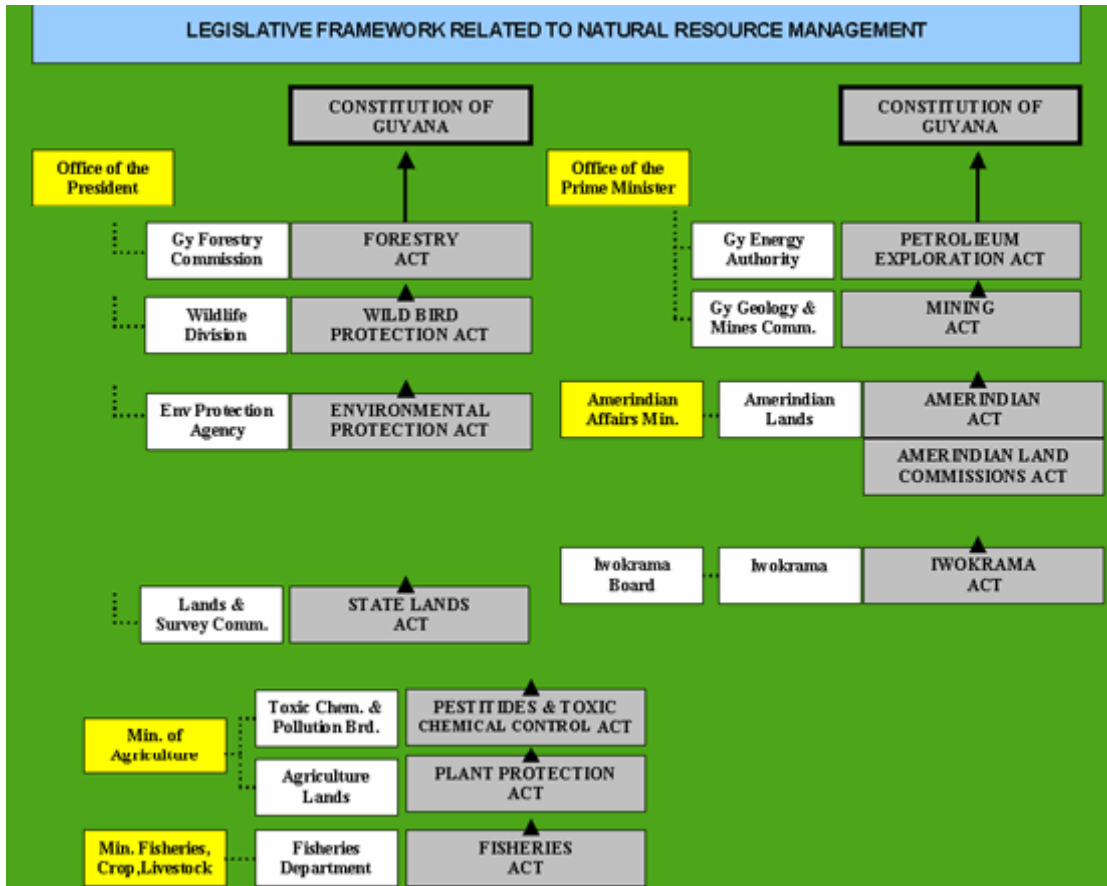 LEGISLATIVE FRAMEWORK RELATED TO NATURAL RESOURCE MANAGEMENT
CONSTITUTION OF
GUYANA
Office of the
President
Gy Forestry
Commission
FORESTRY
ACT
Wildlife
Division
WILD BIRD
PROTECTION ACT
Env Protection
Agency
ENVIRONMENTAL
PROTECTION ACT
Lands &
Survey Comm.
STATE LANDS
ACT
Min. of
Agriculture
Toxic Chem. &
Pollution Brd.
PESTITIDES & TOXIC
CHEMICAL CONTROL ACT
Agriculture
Lands
PLANT PROTECTION
ACT
Min. Fisheries,
Crop,Livestock
Fisheries
Department
FISHERIES
ACT
CONSTITUTION OF
GUYANA
Office of the
Prime Minister
Gy Energy
Authority
PETROLIEUM
EXPLORATION ACT
Gy Geology &
Mines Comm.
MINING
ACT
Amerindian
Affairs Min.
Amerindian
Lands
AMERINDIAN
ACT
AMERINDIAN LAND
COMMISSIONS ACT
Iwokrama
Board
Iwokrama
IWOKRAMA
ACT